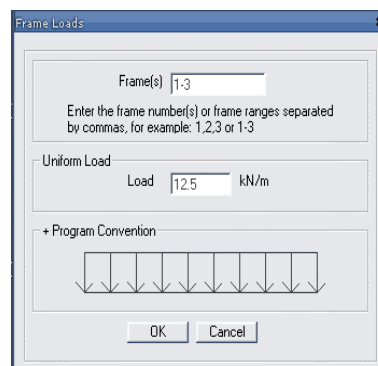 Frame Loads
Frame(s) 1-3
Enter the frame number(s) or frame ranges separated
by commas, for example: 1,2,3 or 1-3
Uniform Load
Load 12.5 kN/m
+ Program Convention
OK Cancel